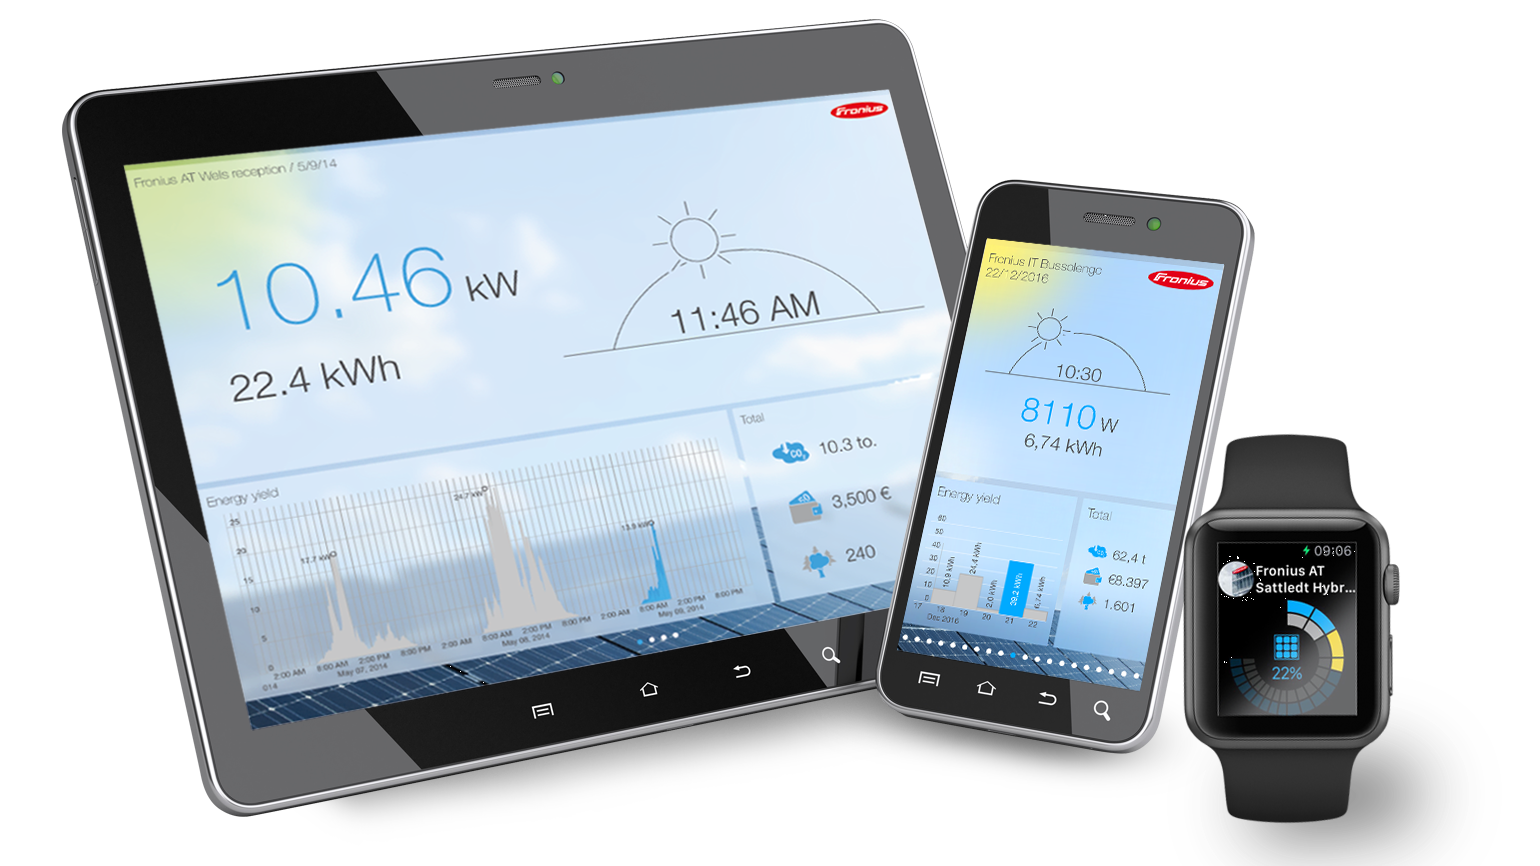 Fronius
Fronius AT Wels reception / 5/9/14
10.46 kW
22.4 kWh
11:46 AM
Energy yield
25
20
15
10
5
0
17.7 kW
24.7 kW
13.9 kW
2:00 AM
8:00 AM
2:00 PM
8:00 PM
2:00 AM
8:00 AM
2:00 PM
8:00 PM
2:00 AM
8:00 AM
2:00 PM
8:00 PM
014
May 07, 2014
May 08, 2014
May 09, 2014
Total
CO₂
10.3 to.
3,500 €
240
Fronius IT Bussolengo
22/12/2016
Fronius
10:30
8110 W
6,74 kWh
Energy yield
60
50
40
30
20
10
0
10,9 kWh
24,4 kWh
2,0 kWh
39,2 kWh
6,74 kWh
17
18
19
20
21
22
Dec 2016
Total
62,4 t
€8.397
1.601
09:06
Fronius AT
Sattledt Hybr...
22%